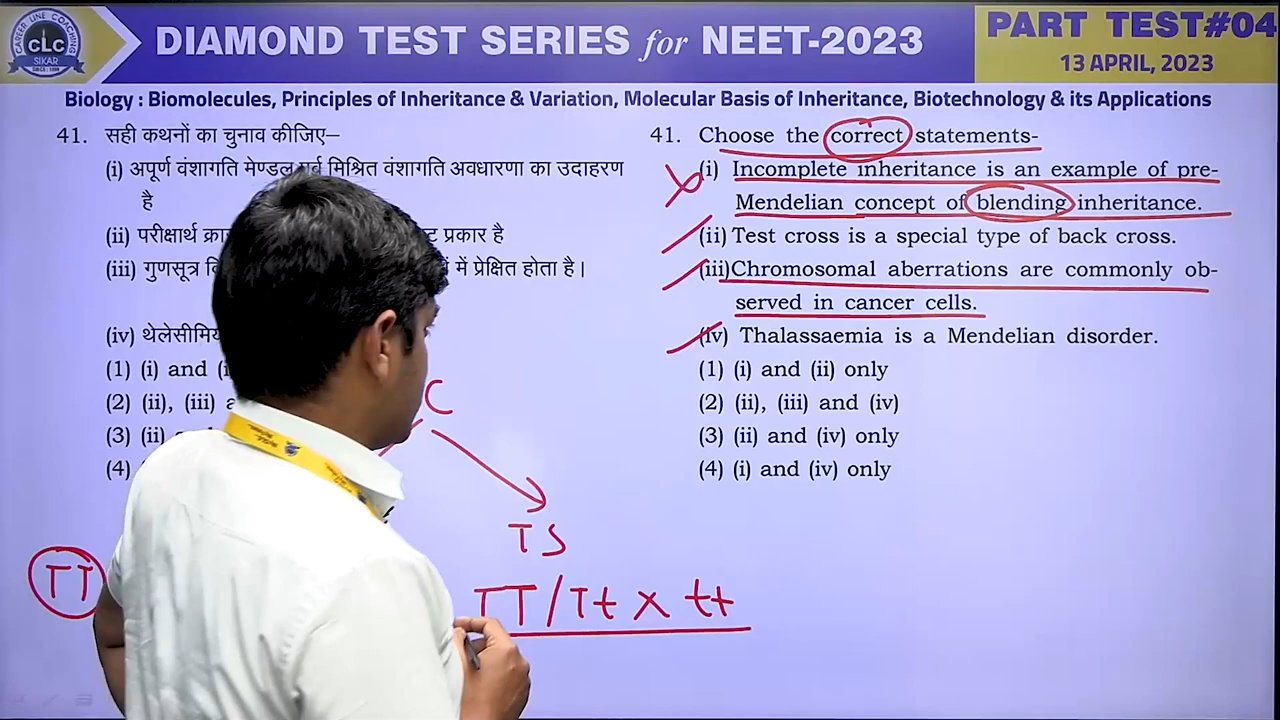 CAREER LINE COACHING
CLC
SIKAR
SINCE : 1996
DIAMOND TEST SERIES for NEET-2023
PART TEST#04
13 APRIL, 2023
Biology : Biomolecules, Principles of Inheritance & Variation, Molecular Basis of Inheritance, Biotechnology & its Applications
41. सही कथनों का चुनाव कीजिए–
(i) अपूर्ण वंशागति मेण्डल पूर्व मिश्रित वंशागति अवधारणा का उदाहरण
है
(ii) परीक्षार्थ प्रकार है
(iii) गुणसूत्र में प्रेक्षित होता है।
(iv)
(1) (i) and
(2) (ii), (iii)
(3) (ii)
(4)
41. Choose the correct statements-
(i) Incomplete inheritance is an example of pre-
Mendelian concept of blending inheritance.
(ii) Test cross is a special type of back cross.
(iii) Chromosomal aberrations are commonly ob-
served in cancer cells.
(iv) Thalassaemia is a Mendelian disorder.
(1) (i) and (ii) only
(2) (ii), (iii) and (iv)
(3) (ii) and (iv) only
(4) (i) and (iv) only
C
TS
TT
TT/Tt x tt